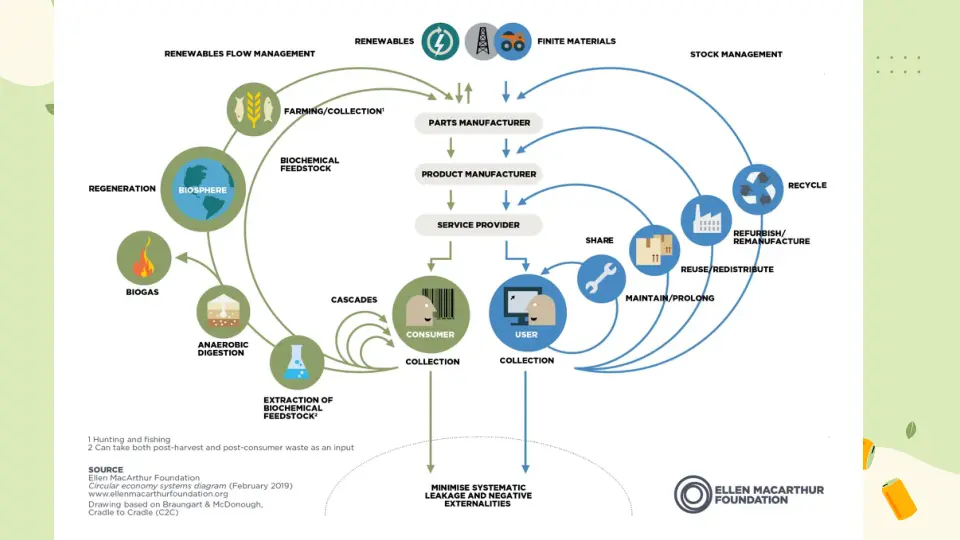 RENEWABLES
FINITE MATERIALS
RENEWABLES FLOW MANAGEMENT
STOCK MANAGEMENT
FARMING/COLLECTION¹
PARTS MANUFACTURER
BIOCHEMICAL
FEEDSTOCK
PRODUCT MANUFACTURER
REGENERATION
BIOSPHERE
RECYCLE
SERVICE PROVIDER
SHARE
REFURBISH/
REMANUFACTURE
REUSE/REDISTRIBUTE
BIOGAS
CASCADES
MAINTAIN/PROLONG
CONSUMER
USER
ANAEROBIC
DIGESTION
COLLECTION
COLLECTION
EXTRACTION OF
BIOCHEMICAL
FEEDSTOCK²
1 Hunting and fishing
2 Can take both post-harvest and post-consumer waste as an input
SOURCE
Ellen MacArthur Foundation
Circular economy systems diagram (February 2019)
www.ellenmacarthurfoundation.org
Drawing based on Braungart & McDonough,
Cradle to Cradle (C2C)
MINIMISE SYSTEMATIC
LEAKAGE AND NEGATIVE
EXTERNALITIES
ELLEN MACARTHUR
FOUNDATION